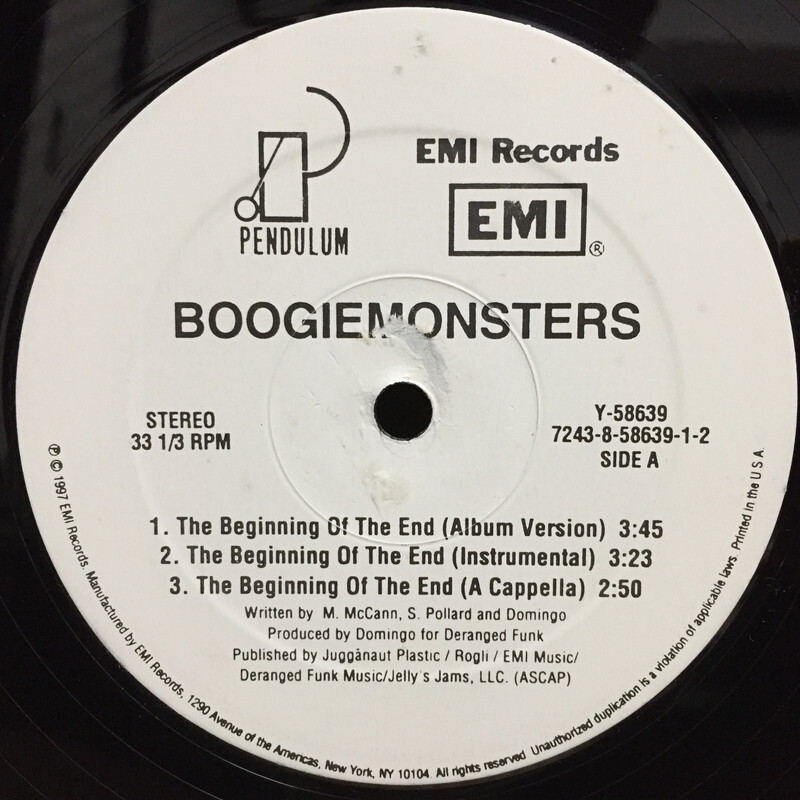 PENDULUM
EMI Records
EMI®
BOOGIEMONSTERS
STEREO
33 1/3 RPM
Y-58639
7243-8-58639-1-2
SIDE A
1. The Beginning Of The End (Album Version) 3:45
2. The Beginning Of The End (Instrumental) 3:23
3. The Beginning Of The End (A Cappella) 2:50
Written by M. McCann, S. Pollard and Domingo
Produced by Domingo for Deranged Funk
Published by Juggånaut Plastic / Rogli / EMI Music/
Deranged Funk Music/Jelly's Jams, LLC. (ASCAP)
℗ © 1997 EMI Records. Manufactured by EMI Records, 1290 Avenue of the Americas, New York, NY 10104. All rights reserved. Unauthorized duplication is a violation of applicable laws. Printed in the U.S.A.